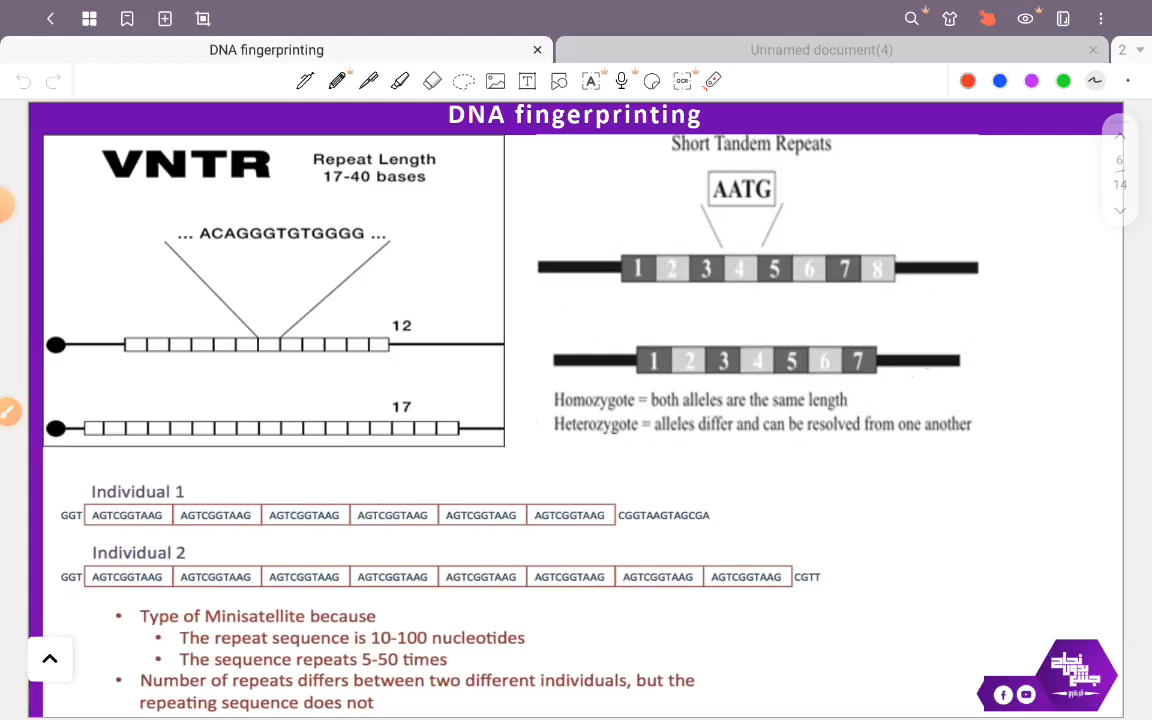 DNA fingerprinting
Unnamed document(4)
2
OCR
DNA fingerprinting
6
14
VNTR
Repeat Length
17-40 bases
... ACAGGGTGTGGGG ...
12
17
Short Tandem Repeats
AATG
1 2 3 4 5 6 7 8
1 2 3 4 5 6 7
Homozygote = both alleles are the same length
Heterozygote = alleles differ and can be resolved from one another
Individual 1
GGT AGTCGGTAAG AGTCGGTAAG AGTCGGTAAG AGTCGGTAAG AGTCGGTAAG AGTCGGTAAG CGGTAAGTAGCGA
Individual 2
GGT AGTCGGTAAG AGTCGGTAAG AGTCGGTAAG AGTCGGTAAG AGTCGGTAAG AGTCGGTAAG AGTCGGTAAG AGTCGGTAAG CGTT
• Type of Minisatellite because
• The repeat sequence is 10-100 nucleotides
• The sequence repeats 5-50 times
• Number of repeats differs between two different individuals, but the
repeating sequence does not